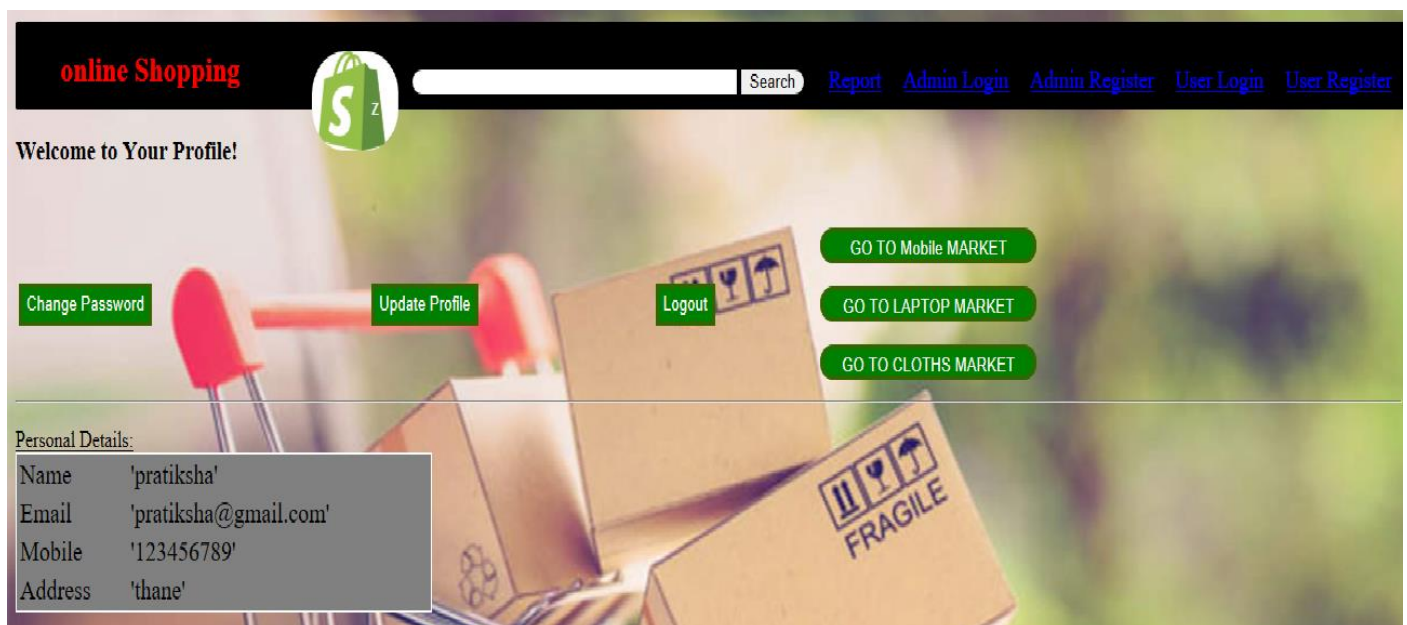 online Shopping
S
Z
Search
Report Admin Login Admin Register User Login User Register
Welcome to Your Profile!
GO TO Mobile MARKET
Change Password Update Profile Logout
GO TO LAPTOP MARKET
GO TO CLOTHS MARKET
Personal Details:
Name 'pratiksha'
Email 'pratiksha@gmail.com'
Mobile '123456789'
Address 'thane'
FRAGILE